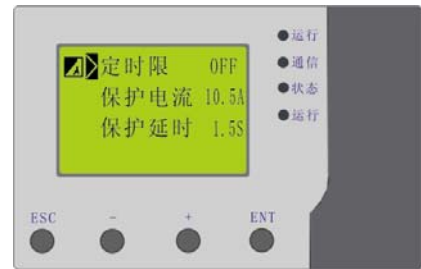 定时限 OFF
保护电流 10.5A
保护延时 1.5S
运行
通信
状态
运行
ESC - + ENT